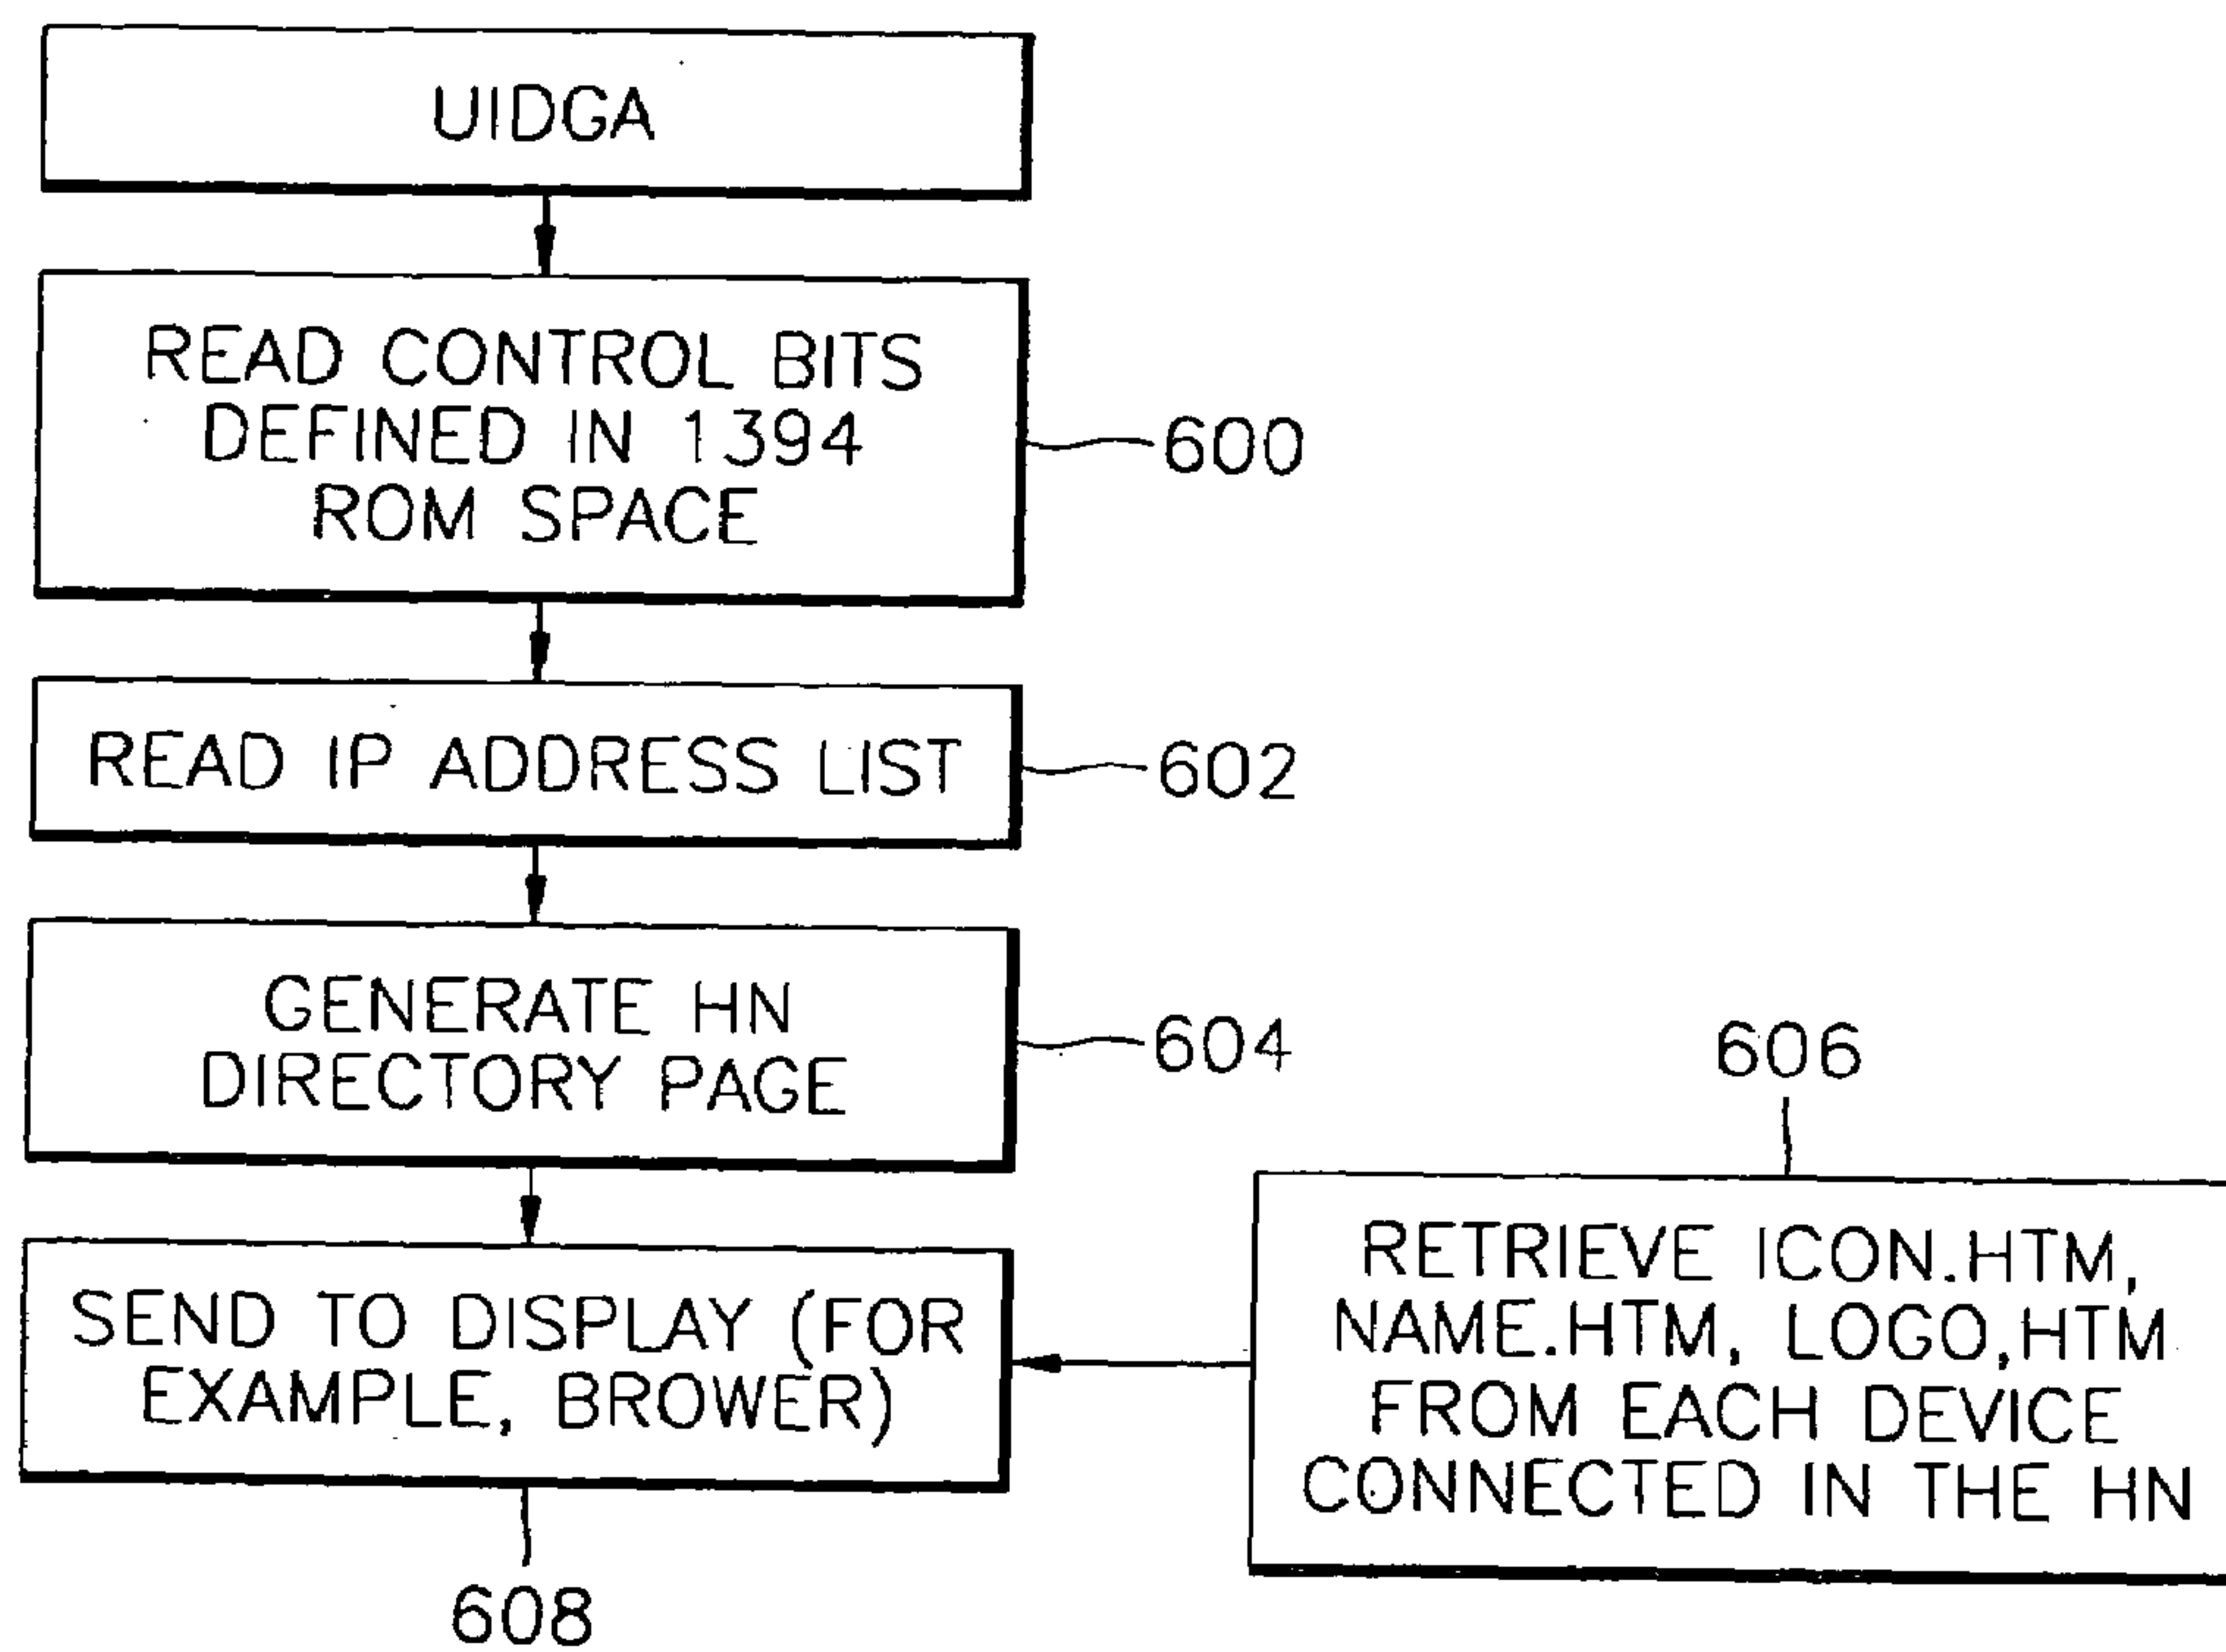 UIDGA
READ CONTROL BITS
DEFINED IN 1394
ROM SPACE
600
READ IP ADDRESS LIST
602
GENERATE HN
DIRECTORY PAGE
604
606
SEND TO DISPLAY (FOR
EXAMPLE, BROWER)
608
RETRIEVE ICON.HTM,
NAME.HTM, LOGO,HTM
FROM EACH DEVICE
CONNECTED IN THE HN